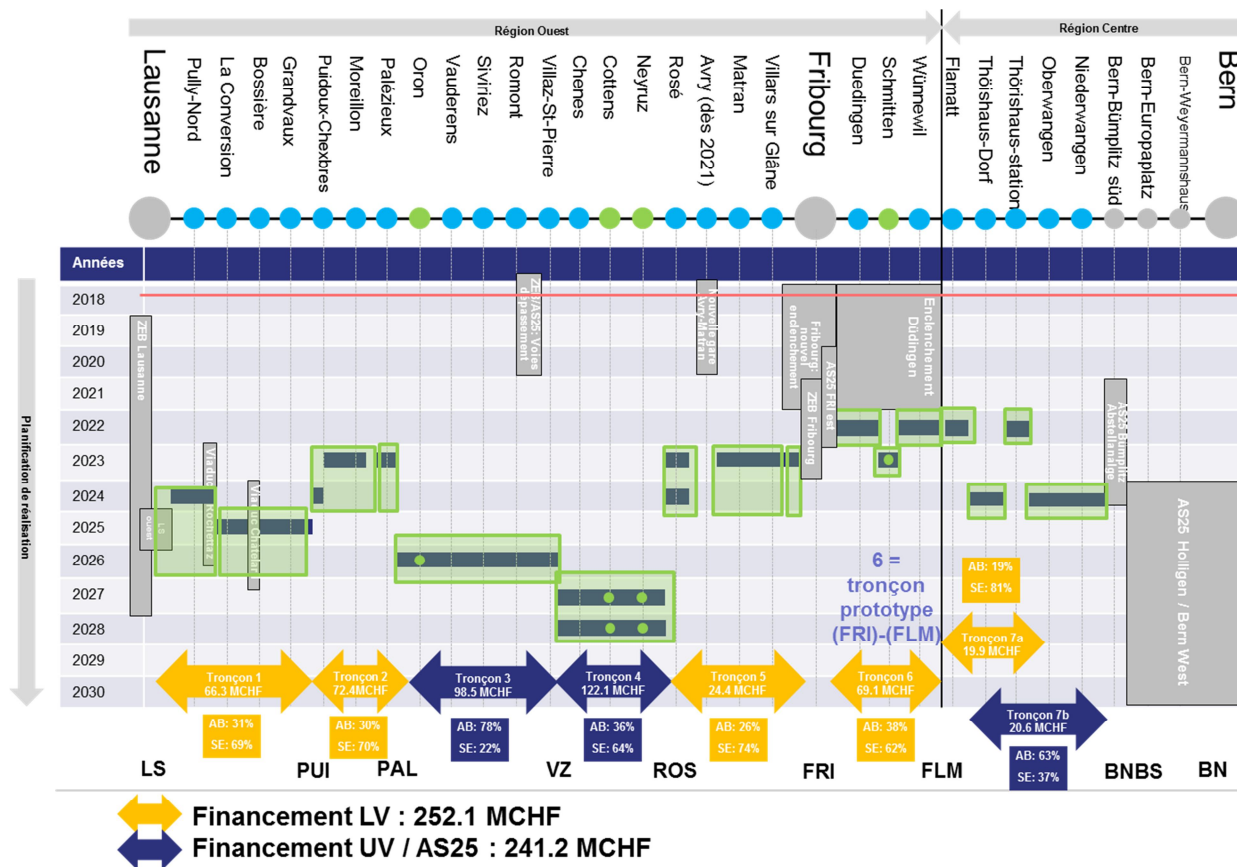 Région Ouest
Région Centre
Lausanne
Pully-Nord
La Conversion
Bossière
Grandvaux
Puidoux-Chexbres
Moreillon
Palézieux
Oron
Vauderens
Siviriez
Romont
Villaz-St-Pierre
Chenes
Cottens
Neyruz
Rosé
Avry (dès 2021)
Matran
Villars sur Glâne
Fribourg
Duedingen
Schmitten
Wünnewil
Flamatt
Thöishaus-Dorf
Thörishaus-station
Oberwangen
Niederwangen
Bern-Bümplitz süd
Bern-Europaplatz
Bern-Weyermannshaus
Bern
Années
Planification de réalisation
2018
2019
2020
2021
2022
2023
2024
2025
2026
2027
2028
2029
2030
ZEB Lausanne
LS
ouest
ZEB/AS25: Voies
dépassement
Nouvelle gare
Avry-Matran
Fribourg:
nouvel
enclenchement
ZEB Fribourg
AS25 FRI est
Enclenchement
Düdingen
AS25 Bümplitz
AS25 Holligen / Bern West
6 =
tronçon
prototype
(FRI)-(FLM)
Tronçon 1
66.3 MCHF
AB: 31%
SE: 69%
Tronçon 2
72.4MCHF
AB: 30%
SE: 70%
Tronçon 3
98.5 MCHF
AB: 78%
SE: 22%
Tronçon 4
122.1 MCHF
AB: 36%
SE: 64%
Tronçon 5
24.4 MCHF
AB: 26%
SE: 74%
Tronçon 6
69.1 MCHF
AB: 38%
SE: 62%
AB: 19%
SE: 81%
Tronçon 7a
19.9 MCHF
Tronçon 7b
20.6 MCHF
AB: 63%
SE: 37%
LS
PUI
PAL
VZ
ROS
FRI
FLM
BNBS
BN
Financement LV : 252.1 MCHF
Financement UV / AS25 : 241.2 MCHF